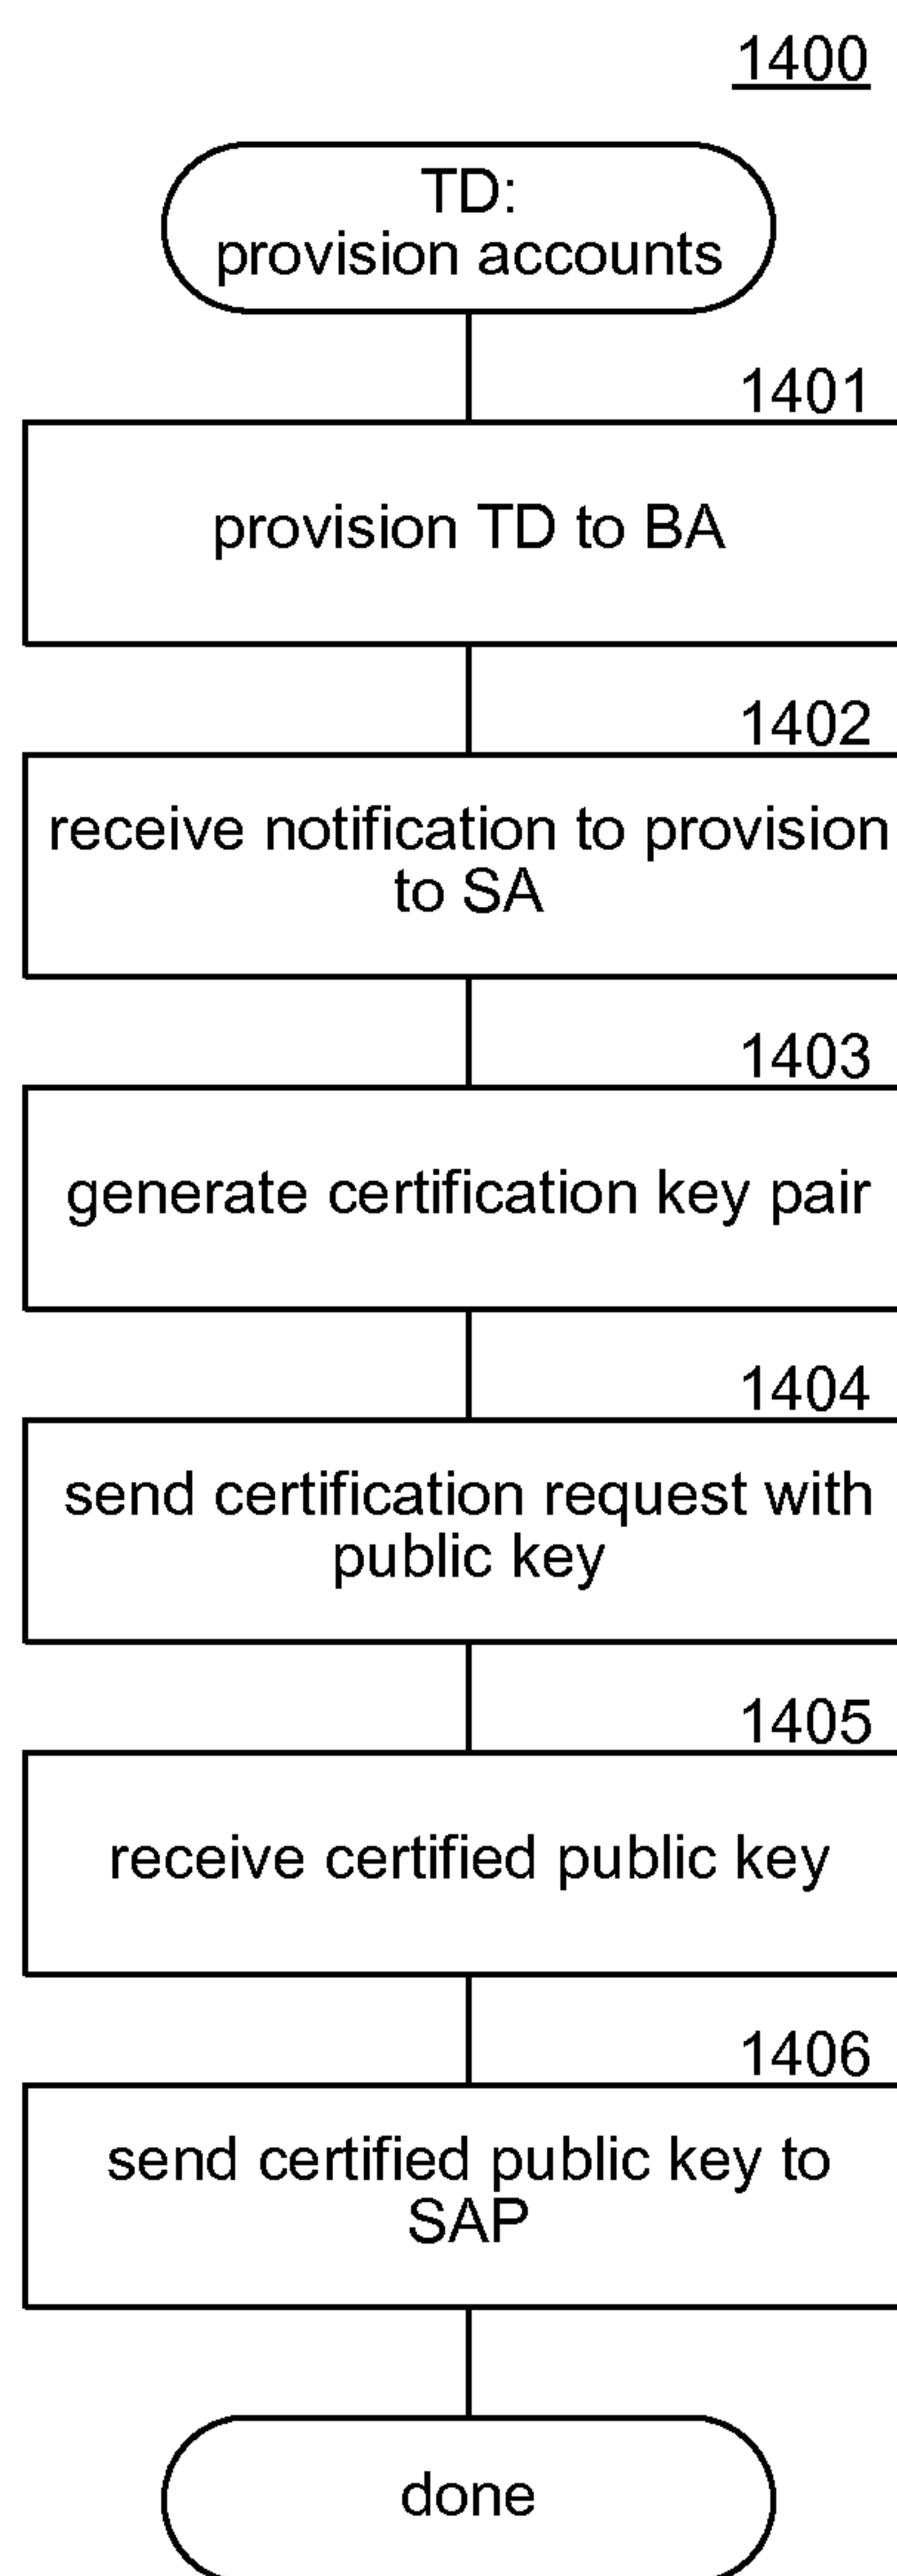 1400
TD:
provision accounts
1401
provision TD to BA
1402
receive notification to provision
to SA
1403
generate certification key pair
1404
send certification request with
public key
1405
receive certified public key
1406
send certified public key to
SAP
done